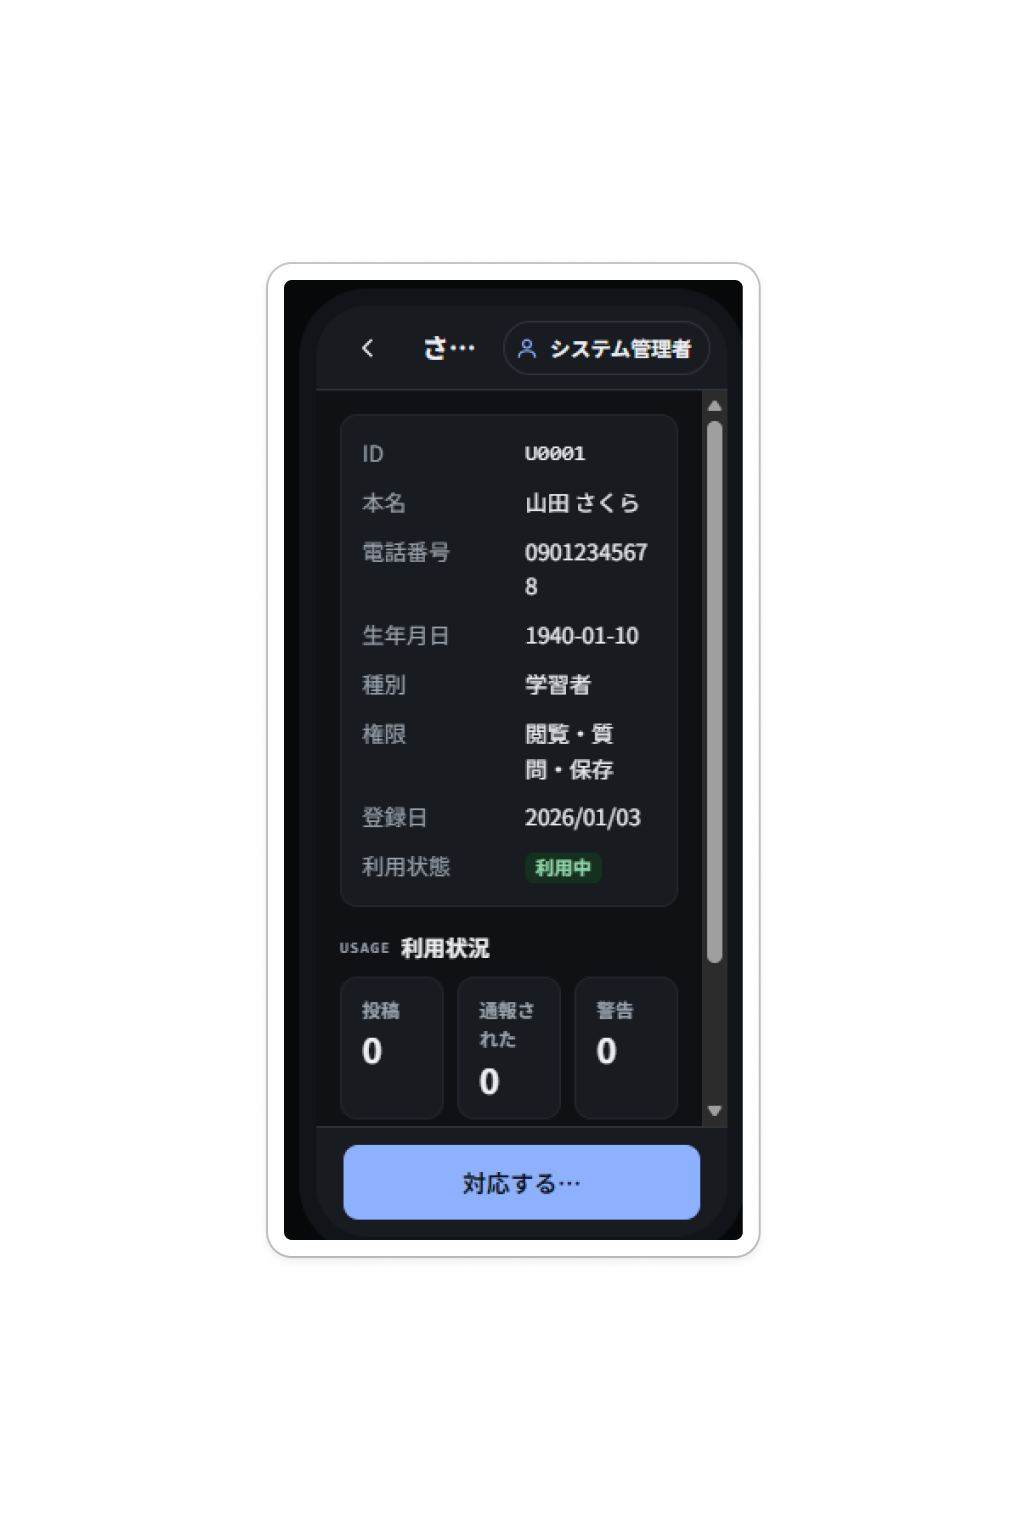 さ… システム管理者
ID U0001
本名 山田 さくら
電話番号 0901234567
8
生年月日 1940-01-10
種別 学習者
権限 閲覧・質
問・保存
登録日 2026/01/03
利用状態 利用中
USAGE 利用状況
投稿 通報さ 警告
れた
0 0 0
対応する…